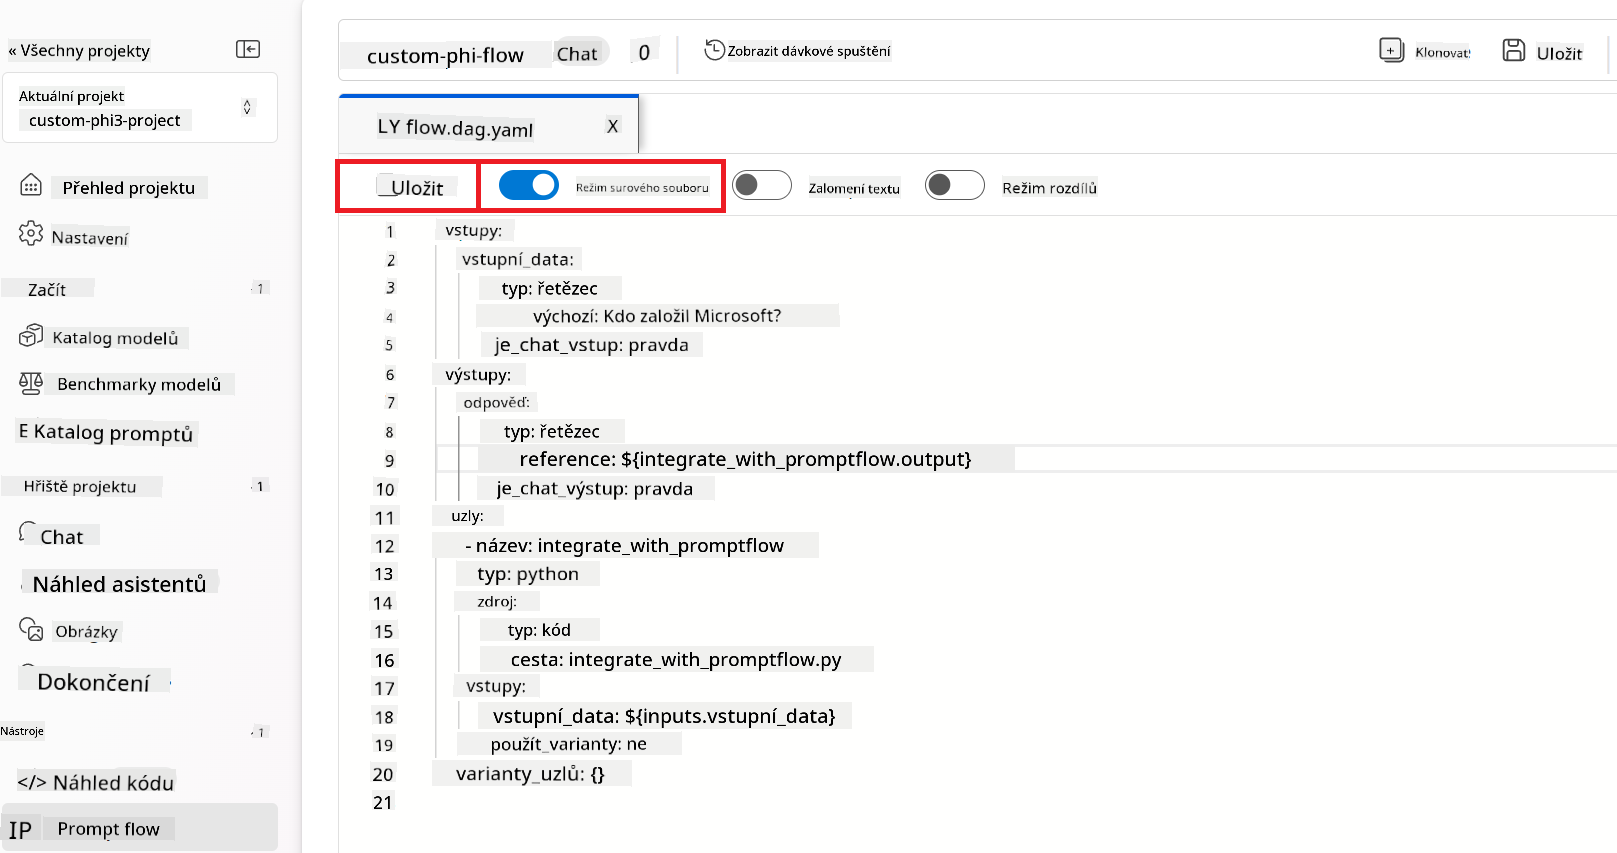 « Všechny projekty
Aktuální projekt
custom-phi3-project
Přehled projektu
Nastavení
Začít
Katalog modelů
Benchmarky modelů
E Katalog promptů
Hřiště projektu
Chat
Náhled asistentů
Obrázky
Dokončení
Nástroje
</> Náhled kódu
IP Prompt flow
custom-phi-flow Chat 0 Zobrazit dávkové spuštění Klonovat Uložit
LY flow.dag.yaml X
Uložit Režim surového souboru Zalomení textu Režim rozdílů
1 vstupy:
2 vstupní_data:
3 typ: řetězec
4 výchozí: Kdo založil Microsoft?
5 je_chat_vstup: pravda
6 výstupy:
7 odpověď:
8 typ: řetězec
9 reference: ${integrate_with_promptflow.output}
10 je_chat_výstup: pravda
11 uzly:
12 - název: integrate_with_promptflow
13 typ: python
14 zdroj:
15 typ: kód
16 cesta: integrate_with_promptflow.py
17 vstupy:
18 vstupní_data: ${inputs.vstupní_data}
19 použít_varianty: ne
20 varianty_uzlů: {}
21